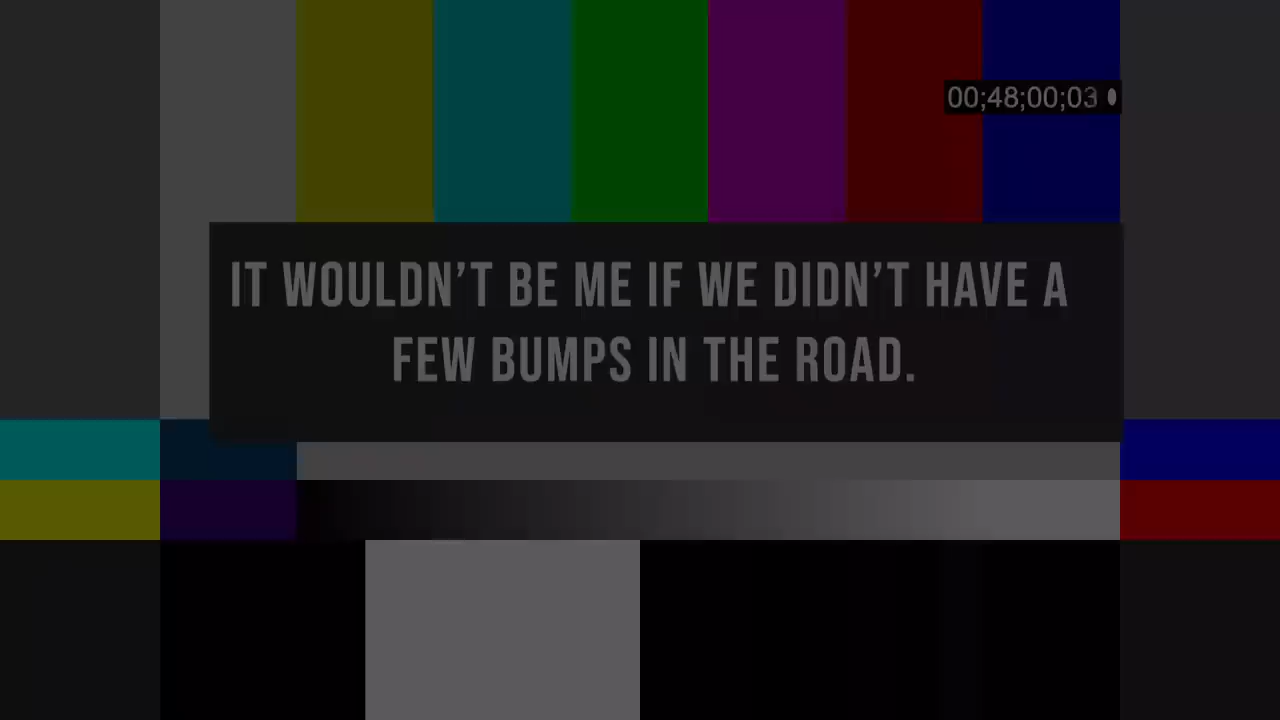 00;48;00;03
IT WOULDN’T BE ME IF WE DIDN’T HAVE A
FEW BUMPS IN THE ROAD.